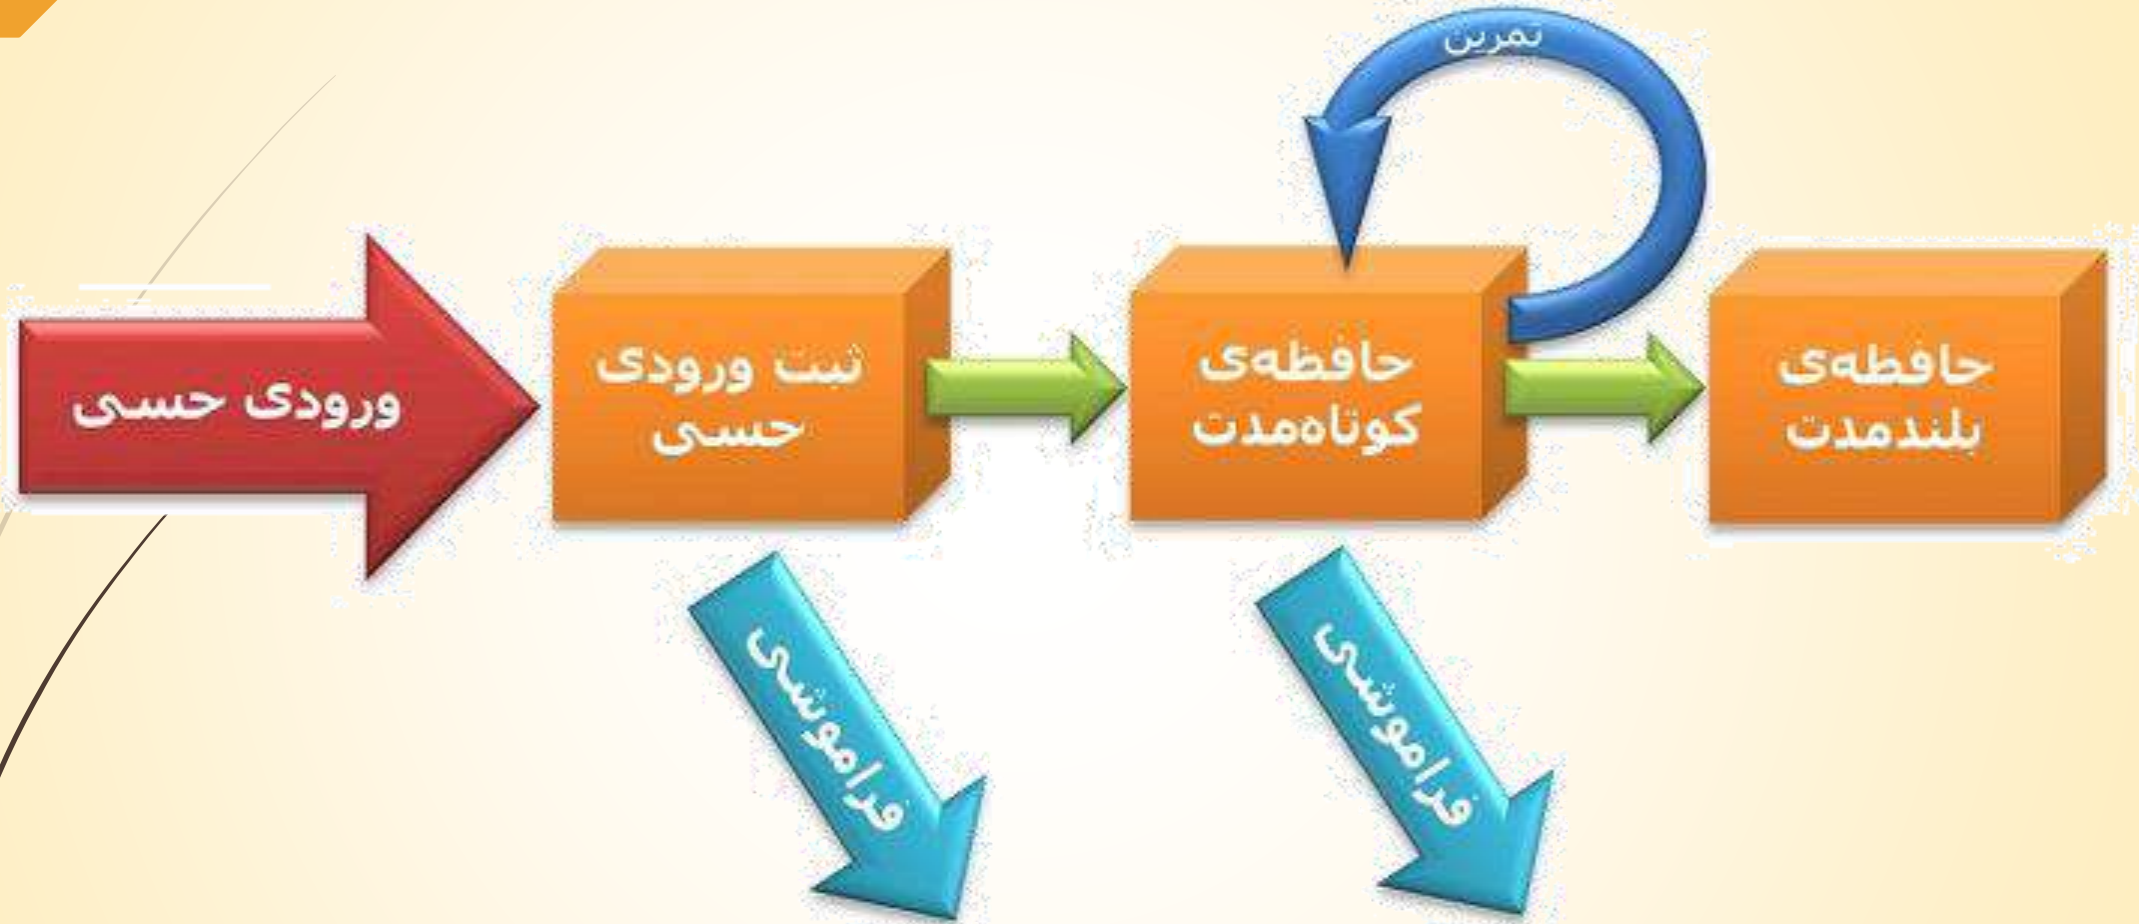 تمرین
ورودی حسی
ثبت ورودی
حسی
حافظه‌ی
کوتاه‌مدت
حافظه‌ی
بلندمدت
فراموشی
فراموشی